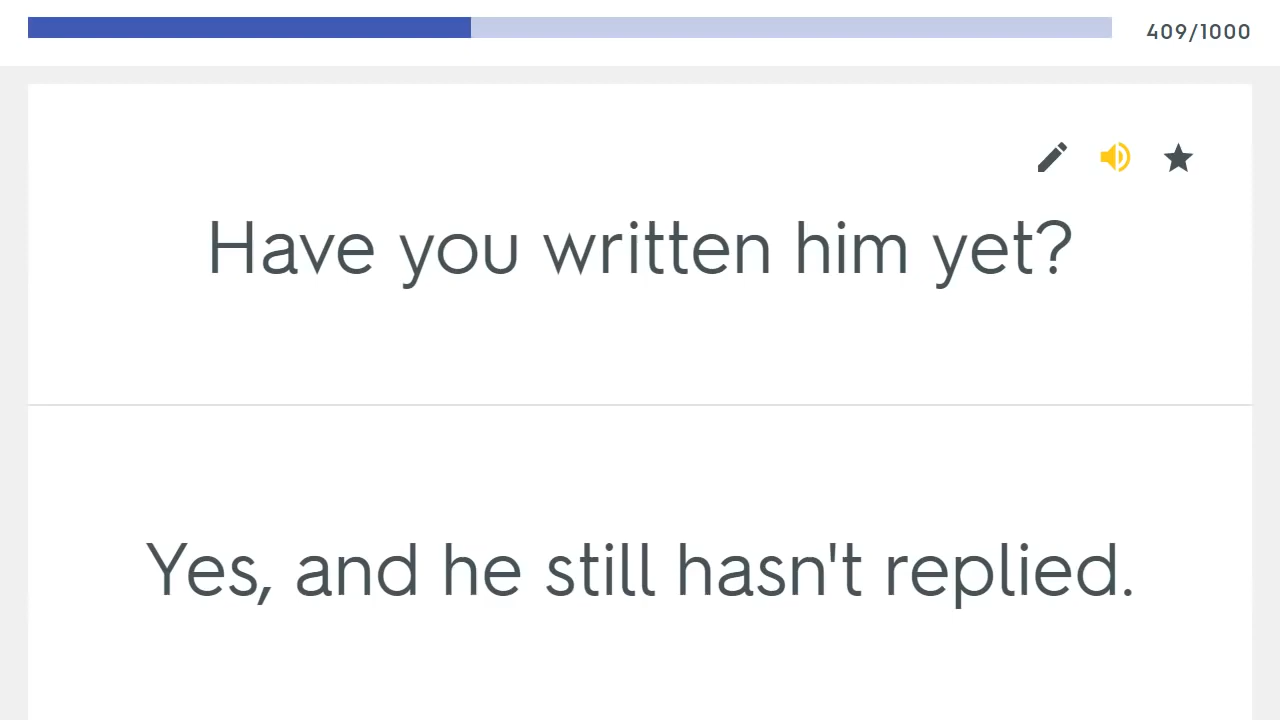 409/1000
Have you written him yet?
Yes, and he still hasn't replied.